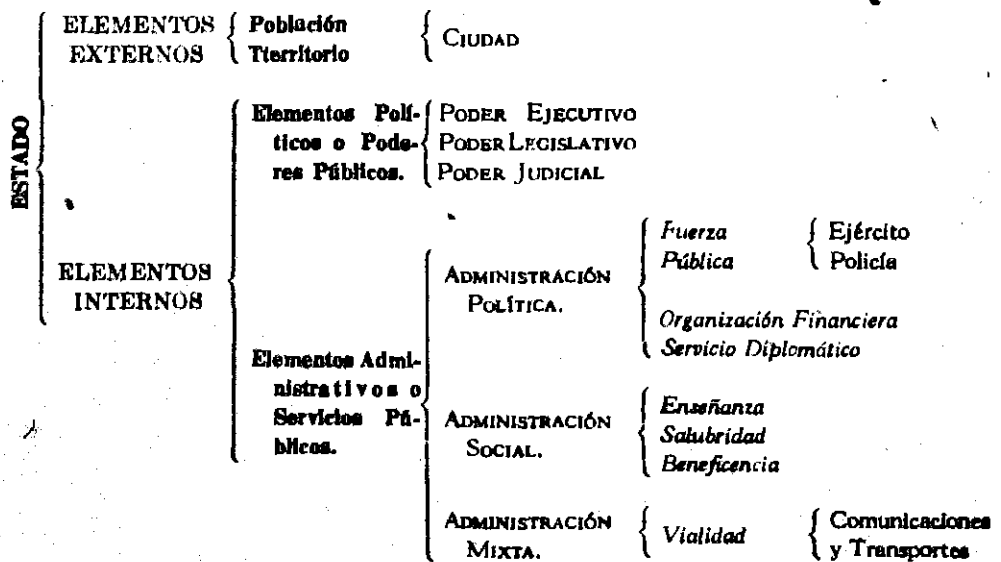 ESTADO
ELEMENTOS
EXTERNOS
Población
Tterritorio
CIUDAD
ELEMENTOS
INTERNOS
Elementos Polí-
ticos o Pode-
res Públicos.
PODER EJECUTIVO
PODER LEGISLATIVO
PODER JUDICIAL
Elementos Admi-
nistrativos o
Servicios Pú-
blicos.
ADMINISTRACIÓN
POLÍTICA.
Fuerza
Pública
Ejército
Policía
Organización Financiera
Servicio Diplomático
ADMINISTRACIÓN
SOCIAL.
Enseñanza
Salubridad
Beneficencia
ADMINISTRACIÓN
MIXTA.
Vialidad
Comunicaciones
y Transportes